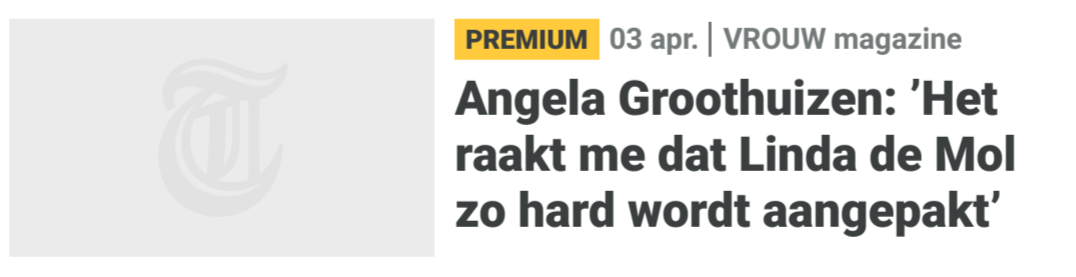 PREMIUM 03 apr. | VROUW magazine
Angela Groothuizen: ’Het
raakt me dat Linda de Mol
zo hard wordt aangepakt’